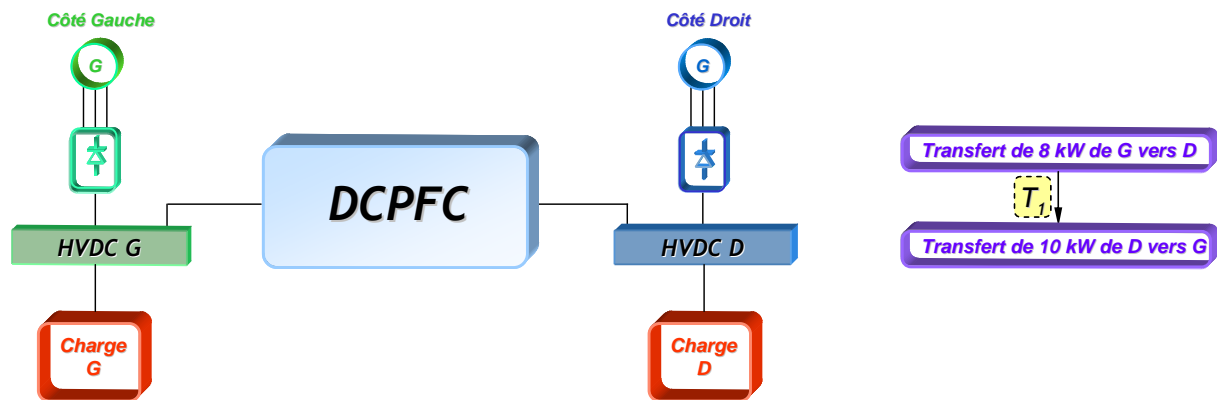 Côté Gauche
Côté Droit
G
G
Transfert de 8 kW de G vers D
DCPFC
T1
HVDC G
HVDC D
Transfert de 10 kW de D vers G
Charge
G
Charge
D